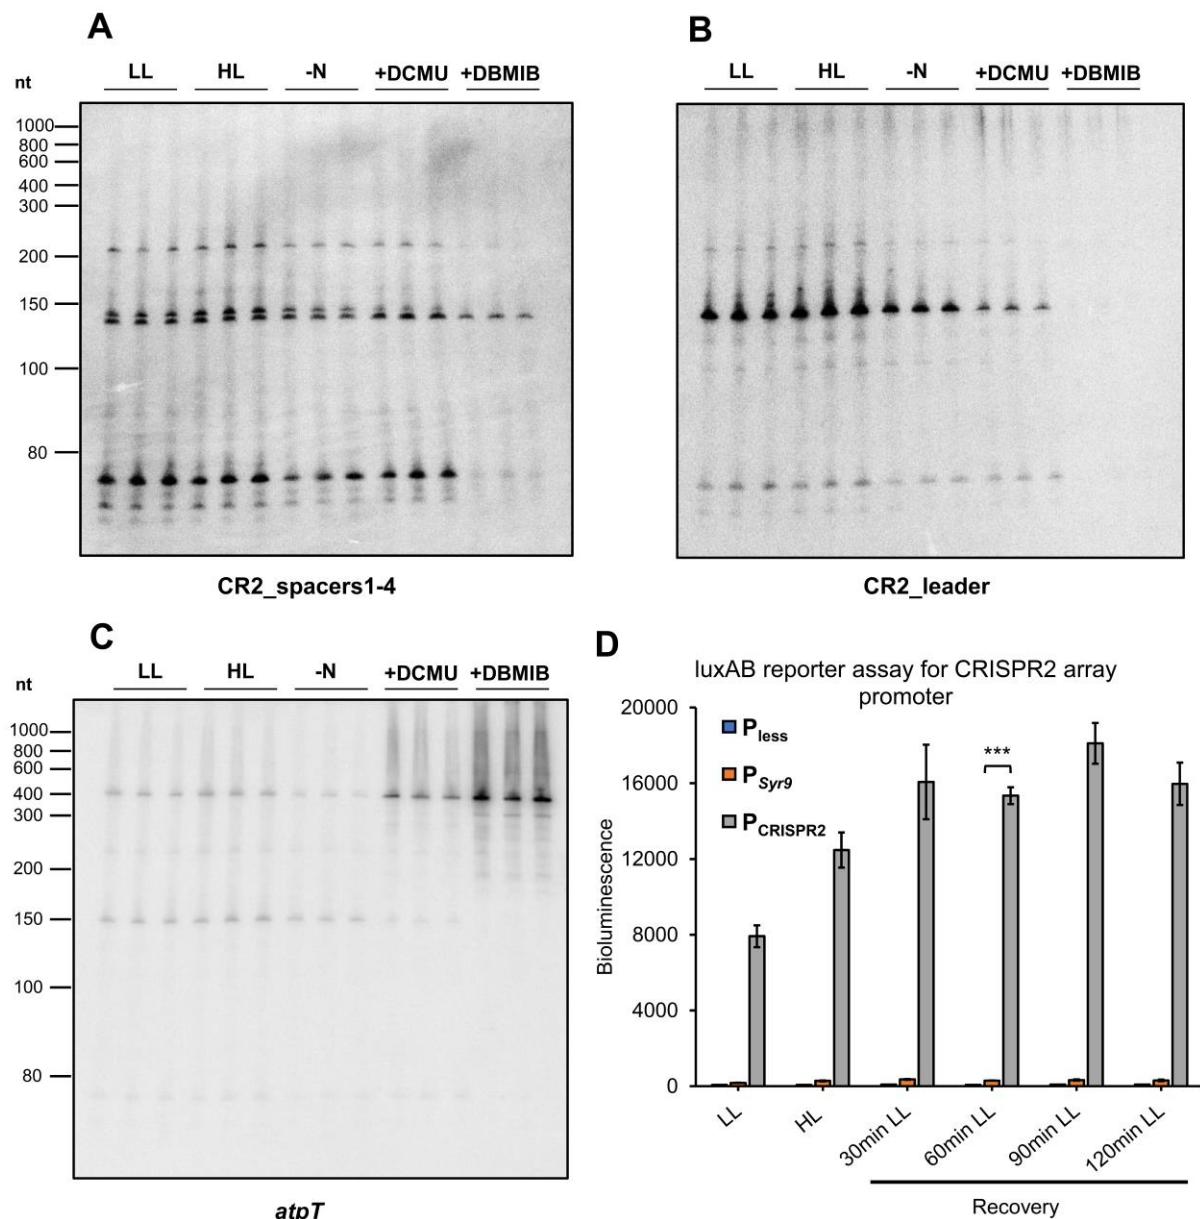 A
LL HL -N +DCMU +DBMIB
nt
1000
800
600
400
300
200
150
100
80
CR2_spacers1-4
B
LL HL -N +DCMU +DBMIB
CR2_leader
C
LL HL -N +DCMU +DBMIB
nt
1000
800
600
400
300
200
150
100
80
atpT
D
luxAB reporter assay for CRISPR2 array
promoter
Bioluminescence
20000
16000
12000
8000
4000
0
Pless
PSyr9
PCRISPR2
***
LL
HL
30min LL
60min LL
90min LL
120min LL
Recovery